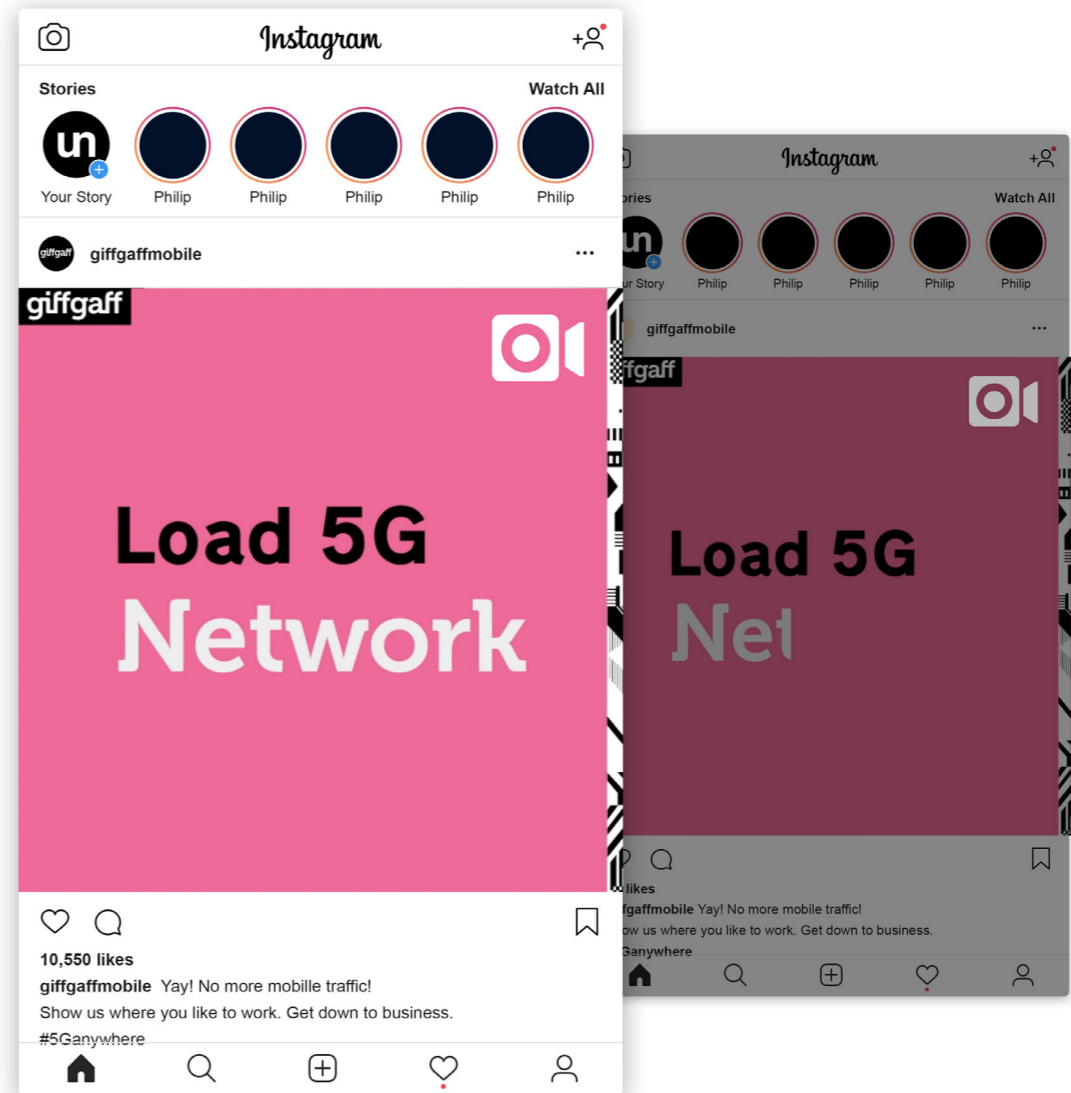 Instagram
Stories
Watch All
un
Your Story
Philip
Philip
Philip
Philip
Philip
giffgaff
giffgaffmobile
giffgaff
Load 5G
Network
10,550 likes
giffgaffmobile Yay! No more mobille traffic!
Show us where you like to work. Get down to business.
#5Ganywhere
Instagram
ories
Watch All
un
ur Story
Philip
Philip
Philip
Philip
Philip
giffgaffmobile
ffgaff
Load 5G
Net
likes
fgaffmobile Yay! No more mobile traffic!
ow us where you like to work. Get down to business.
Ganywhere